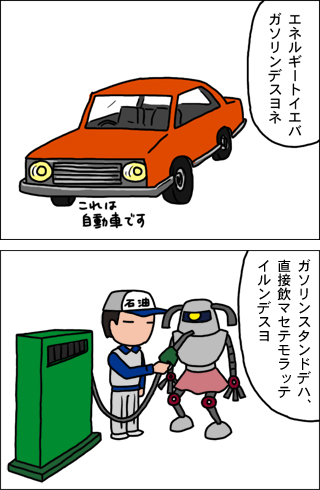 エネルギートイエバ
ガソリンデスヨネ
これは
自動車です
ガソリンスタンドデハ、
直接飲マセテモラッテ
イルンデスヨ
石油